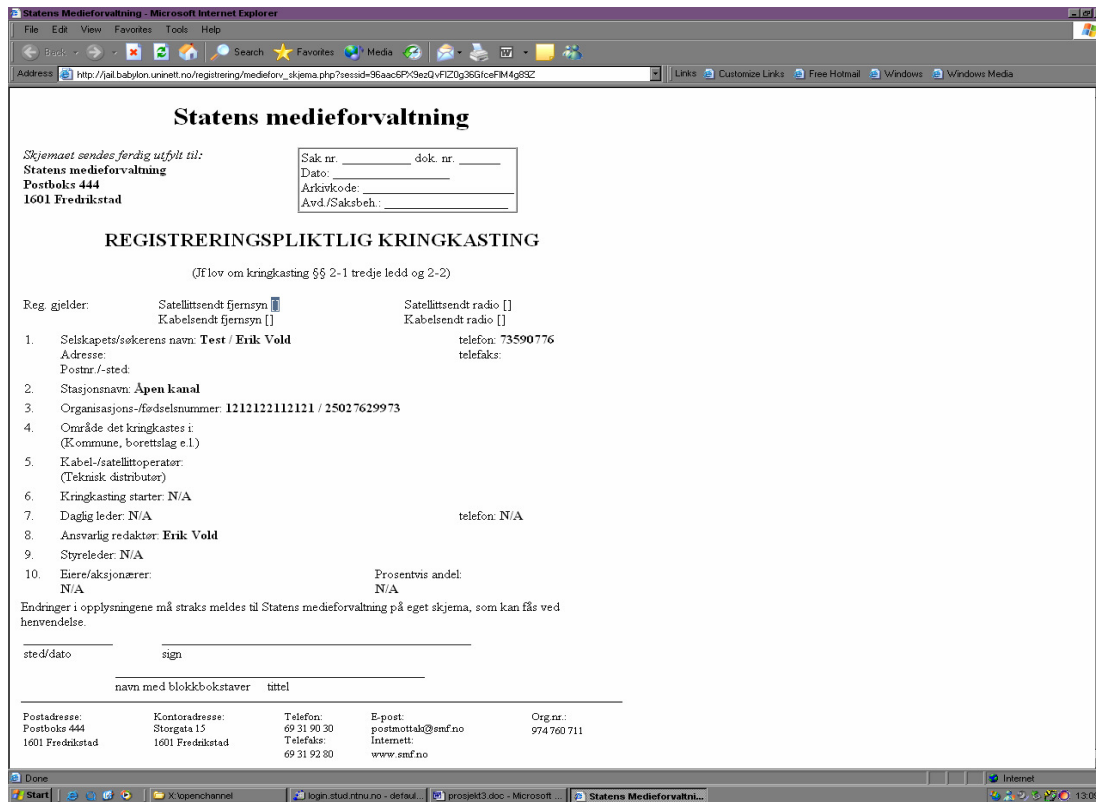 Statens Medieforvaltning - Microsoft Internet Explorer
File Edit View Favorites Tools Help
Back Search Favorites Media
Address http://jail.babylon.uninett.no/registrering/medieforv_skjema.php?sessid=96aac6PX9ezQvFlZ0g36GfceFlM4g89Z Links Customize Links Free Hotmail Windows Windows Media
Statens medieforvaltning
Skjemaet sendes ferdig utfylt til:
Statens medieforvaltning
Postboks 444
1601 Fredrikstad
Sak nr. __________ dok. nr. ______
Dato: _________________
Arkivkode: ______________________
Avd./Saksbeh.: __________________
REGISTRERINGSPLIKTLIG KRINGKASTING
(Jf lov om kringkasting §§ 2-1 tredje ledd og 2-2)
Reg. gjelder: Satellittsendt fjernsyn [] Satellittsendt radio []
Kabelsendt fjernsyn [] Kabelsendt radio []
1. Selskapets/søkerens navn: Test / Erik Vold telefon: 73590776
Adresse: telefaks:
Postnr./-sted:
2. Stasjonsnavn: Åpen kanal
3. Organisasjons-/fødselsnummer: 1212122112121 / 25027629973
4. Område det kringkastes i:
(Kommune, borettslag e.l.)
5. Kabel-/satellittoperatør:
(Teknisk distributør)
6. Kringkasting starter: N/A
7. Daglig leder: N/A telefon: N/A
8. Ansvarlig redaktør: Erik Vold
9. Styreleder: N/A
10. Eiere/aksjonærer: Prosentvis andel:
N/A N/A
Endringer i opplysningene må straks meldes til Statens medieforvaltning på eget skjema, som kan fås ved
henvendelse.
sted/dato sign
navn med blokkbokstaver tittel
Postadresse: Kontoradresse: Telefon: E-post: Org.nr.:
Postboks 444 Storgata 15 69 31 90 30 postmottak@smf.no 974 760 711
1601 Fredrikstad 1601 Fredrikstad Telefaks: Internett:
69 31 92 80 www.smf.no
Done Internet
Start X:\openchannel login.stud.ntnu.no - defaul... prosjekt3.doc - Microsoft ... Statens Medieforvaltni... 13:09